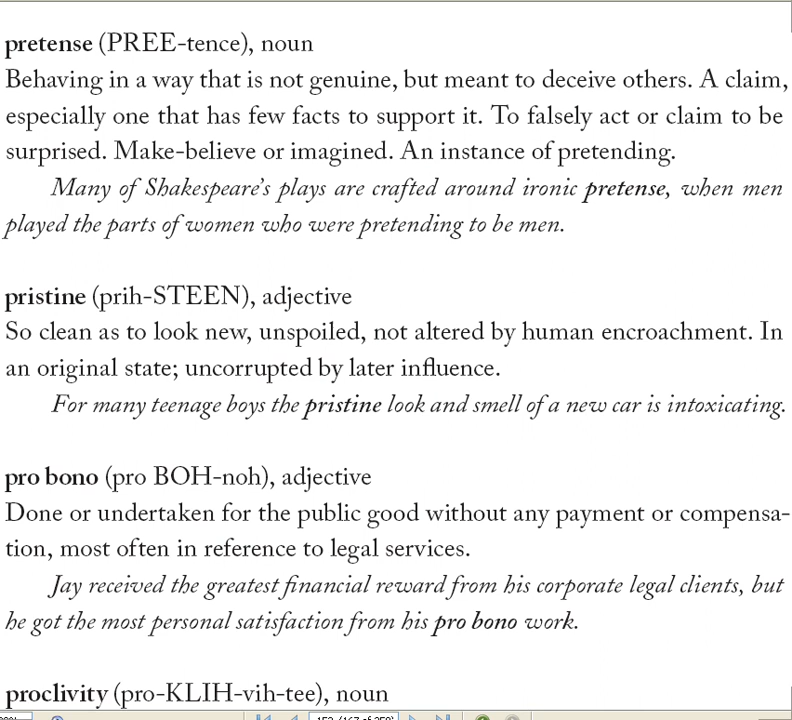 pretense (PREE-tence), noun
Behaving in a way that is not genuine, but meant to deceive others. A claim,
especially one that has few facts to support it. To falsely act or claim to be
surprised. Make-believe or imagined. An instance of pretending.
Many of Shakespeare’s plays are crafted around ironic pretense, when men
played the parts of women who were pretending to be men.
pristine (prih-STEEN), adjective
So clean as to look new, unspoiled, not altered by human encroachment. In
an original state; uncorrupted by later influence.
For many teenage boys the pristine look and smell of a new car is intoxicating.
pro bono (pro BOH-noh), adjective
Done or undertaken for the public good without any payment or compensa-
tion, most often in reference to legal services.
Jay received the greatest financial reward from his corporate legal clients, but
he got the most personal satisfaction from his pro bono work.
proclivity (pro-KLIH-vih-tee), noun